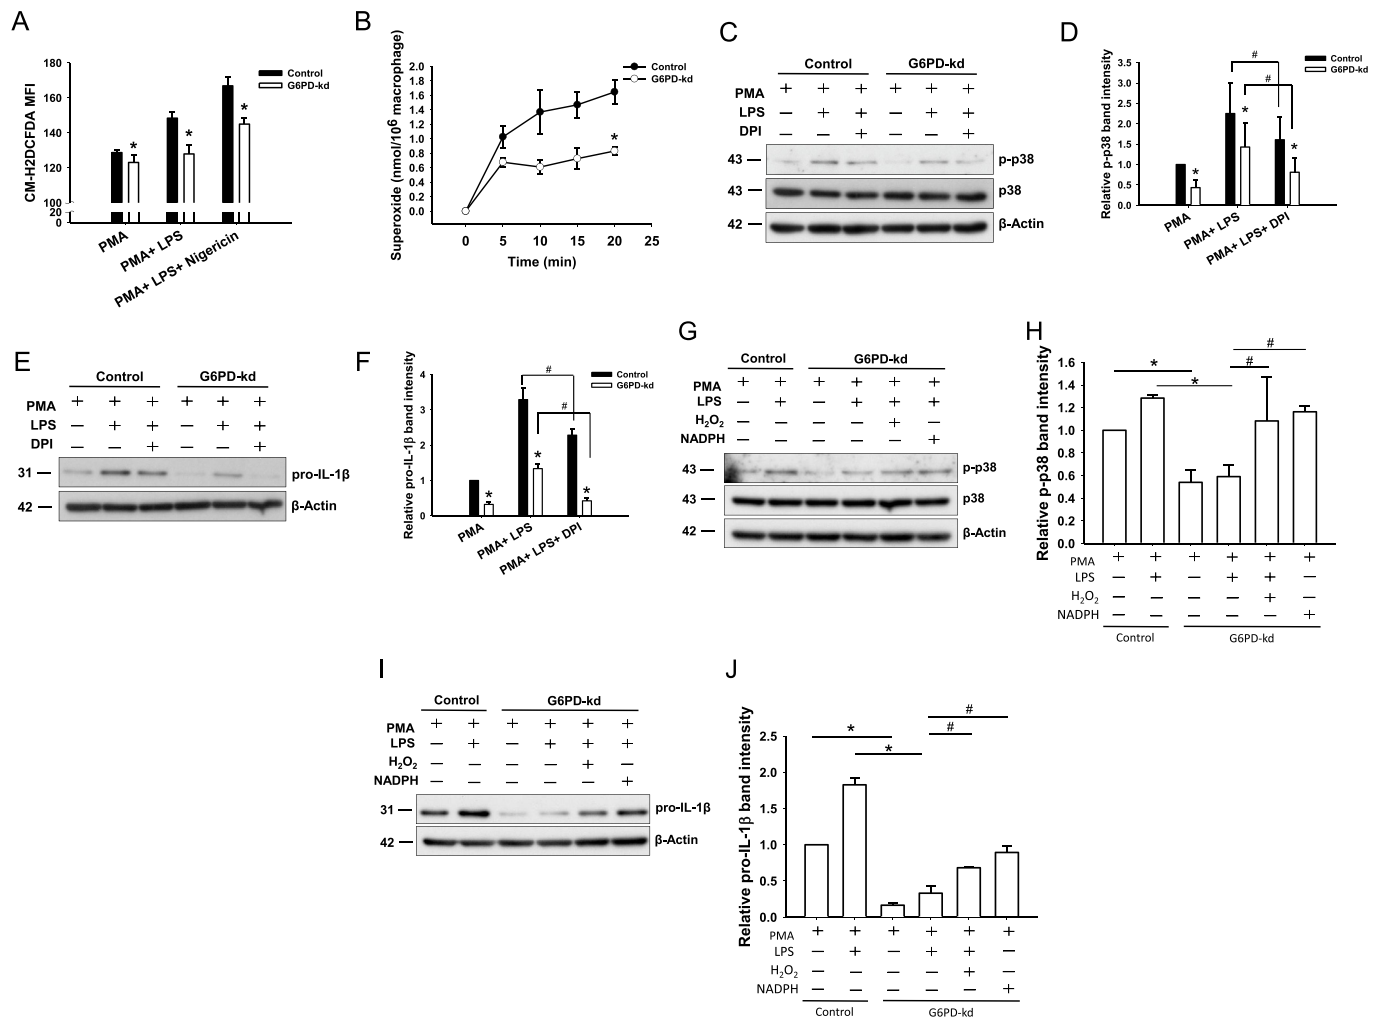 A
CM-H2DCFDA MFI
180
160
140
120
100
20
0
Control
G6PD-kd
*
*
*
PMA
PMA+ LPS
PMA+ LPS+ Nigericin
B
Superoxide (nmol/10⁶ macrophage)
2.0
1.8
1.6
1.4
1.2
1.0
0.8
0.6
0.4
0.2
0.0
Control
G6PD-kd
*
0 5 10 15 20 25
Time (min)
C
Control G6PD-kd
PMA + + + + + +
LPS – + + – + +
DPI – – + – – +
43 p-p38
43 p38
42 β-Actin
D
Relative p-p38 band intensity
3.5
3.0
2.5
2.0
1.5
1.0
0.5
0.0
Control
G6PD-kd
#
#
*
*
*
PMA
PMA+ LPS
PMA+ LPS+ DPI
E
Control G6PD-kd
PMA + + + + + +
LPS – + + – + +
DPI – – + – – +
31 pro-IL-1β
42 β-Actin
F
Relative pro-IL-1β band intensity
4
3
2
1
0
Control
G6PD-kd
#
#
*
*
*
PMA
PMA+ LPS
PMA+ LPS+ DPI
G
Control G6PD-kd
PMA + + + + + +
LPS – + – + + +
H₂O₂ – – – – + –
NADPH – – – – – +
43 p-p38
43 p38
42 β-Actin
H
Relative p-p38 band intensity
1.6
1.4
1.2
1.0
0.8
0.6
0.4
0.2
0.0
*
*
#
#
PMA + + + + + +
LPS – + – + + –
H₂O₂ – – – – + –
NADPH – – – – – +
Control G6PD-kd
I
Control G6PD-kd
PMA + + + + + +
LPS – + – + + +
H₂O₂ – – – – + –
NADPH – – – – – +
31 pro-IL-1β
42 β-Actin
J
Relative pro-IL-1β band intensity
2.5
2.0
1.5
1.0
0.5
0.0
*
*
#
#
PMA + + + + + +
LPS – + – + + –
H₂O₂ – – – – + –
NADPH – – – – – +
Control G6PD-kd